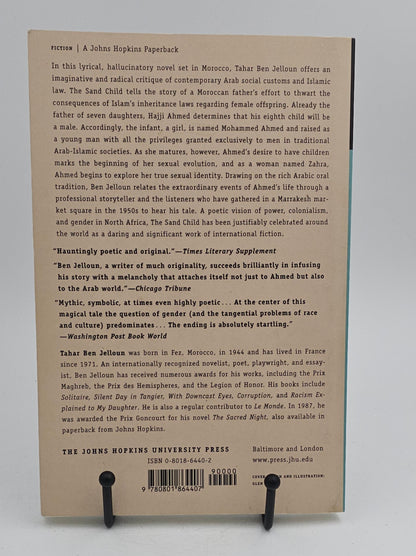 FICTION | A Johns Hopkins Paperback
In this lyrical, hallucinatory novel set in Morocco, Tahar Ben Jelloun offers an
imaginative and radical critique of contemporary Arab social customs and Islamic
law. The Sand Child tells the story of a Moroccan father's effort to thwart the
consequences of Islam's inheritance laws regarding female offspring. Already the
father of seven daughters, Hajji Ahmed determines that his eighth child will be
a male. Accordingly, the infant, a girl, is named Mohammed Ahmed and raised as
a young man with all the privileges granted exclusively to men in traditional
Arab-Islamic societies. As she matures, however, Ahmed's desire to have children
marks the beginning of her sexual evolution, and as a woman named Zahra,
Ahmed begins to explore her true sexual identity. Drawing on the rich Arabic oral
tradition, Ben Jelloun relates the extraordinary events of Ahmed's life through a
professional storyteller and the listeners who have gathered in a Marrakesh mar-
ket square in the 1950s to hear his tale. A poetic vision of power, colonialism,
and gender in North Africa, The Sand Child has been justifiably celebrated around
the world as a daring and significant work of international fiction.
"Hauntingly poetic and original."—Times Literary Supplement
"Ben Jelloun, a writer of much originality, succeeds brilliantly in infusing
his story with a melancholy that attaches itself not just to Ahmed but also
to the Arab world."—Chicago Tribune
"Mythic, symbolic, at times even highly poetic . . . At the center of this
magical tale the question of gender (and the tangential problems of race
and culture) predominates . . . The ending is absolutely startling."
—Washington Post Book World
Tahar Ben Jelloun was born in Fez, Morocco, in 1944 and has lived in France
since 1971. An internationally recognized novelist, poet, playwright, and essay-
ist, Ben Jelloun has received numerous awards for his works, including the Prix
Maghreb, the Prix des Hemispheres, and the Legion of Honor. His books include
Solitaire, Silent Day in Tangier, With Downcast Eyes, Corruption, and Racism Ex-
plained to My Daughter. He is also a regular contributor to Le Monde. In 1987, he
was awarded the Prix Goncourt for his novel The Sacred Night, also available in
paperback from Johns Hopkins.
THE JOHNS HOPKINS UNIVERSITY PRESS
Baltimore and London
www.press.jhu.edu
ISBN 0-8018-6440-2
90000
9 780801 864407
COVER AND ILLUSTRATION:
GLEN